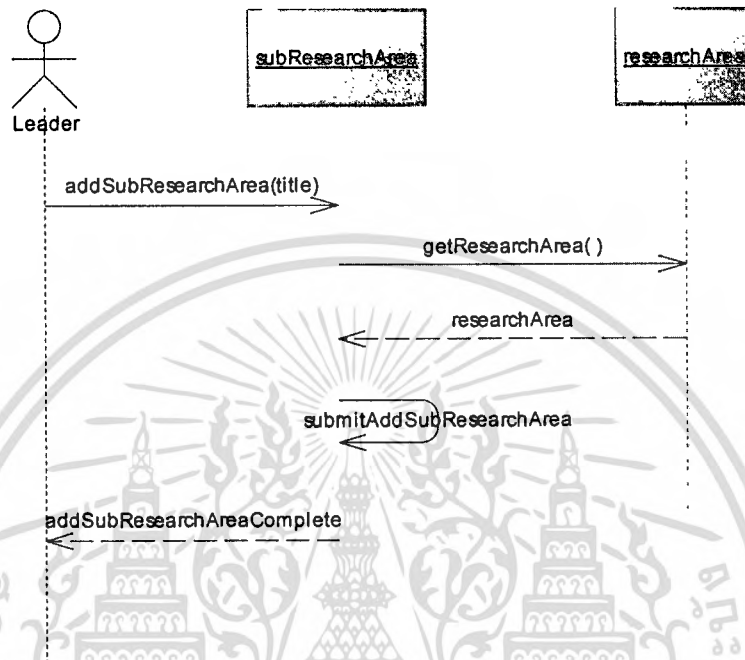 subResearchArea
researchArea
Leader
addSubResearchArea(title)
getResearchArea( )
researchArea
submitAddSubResearchArea
addSubResearchAreaComplete